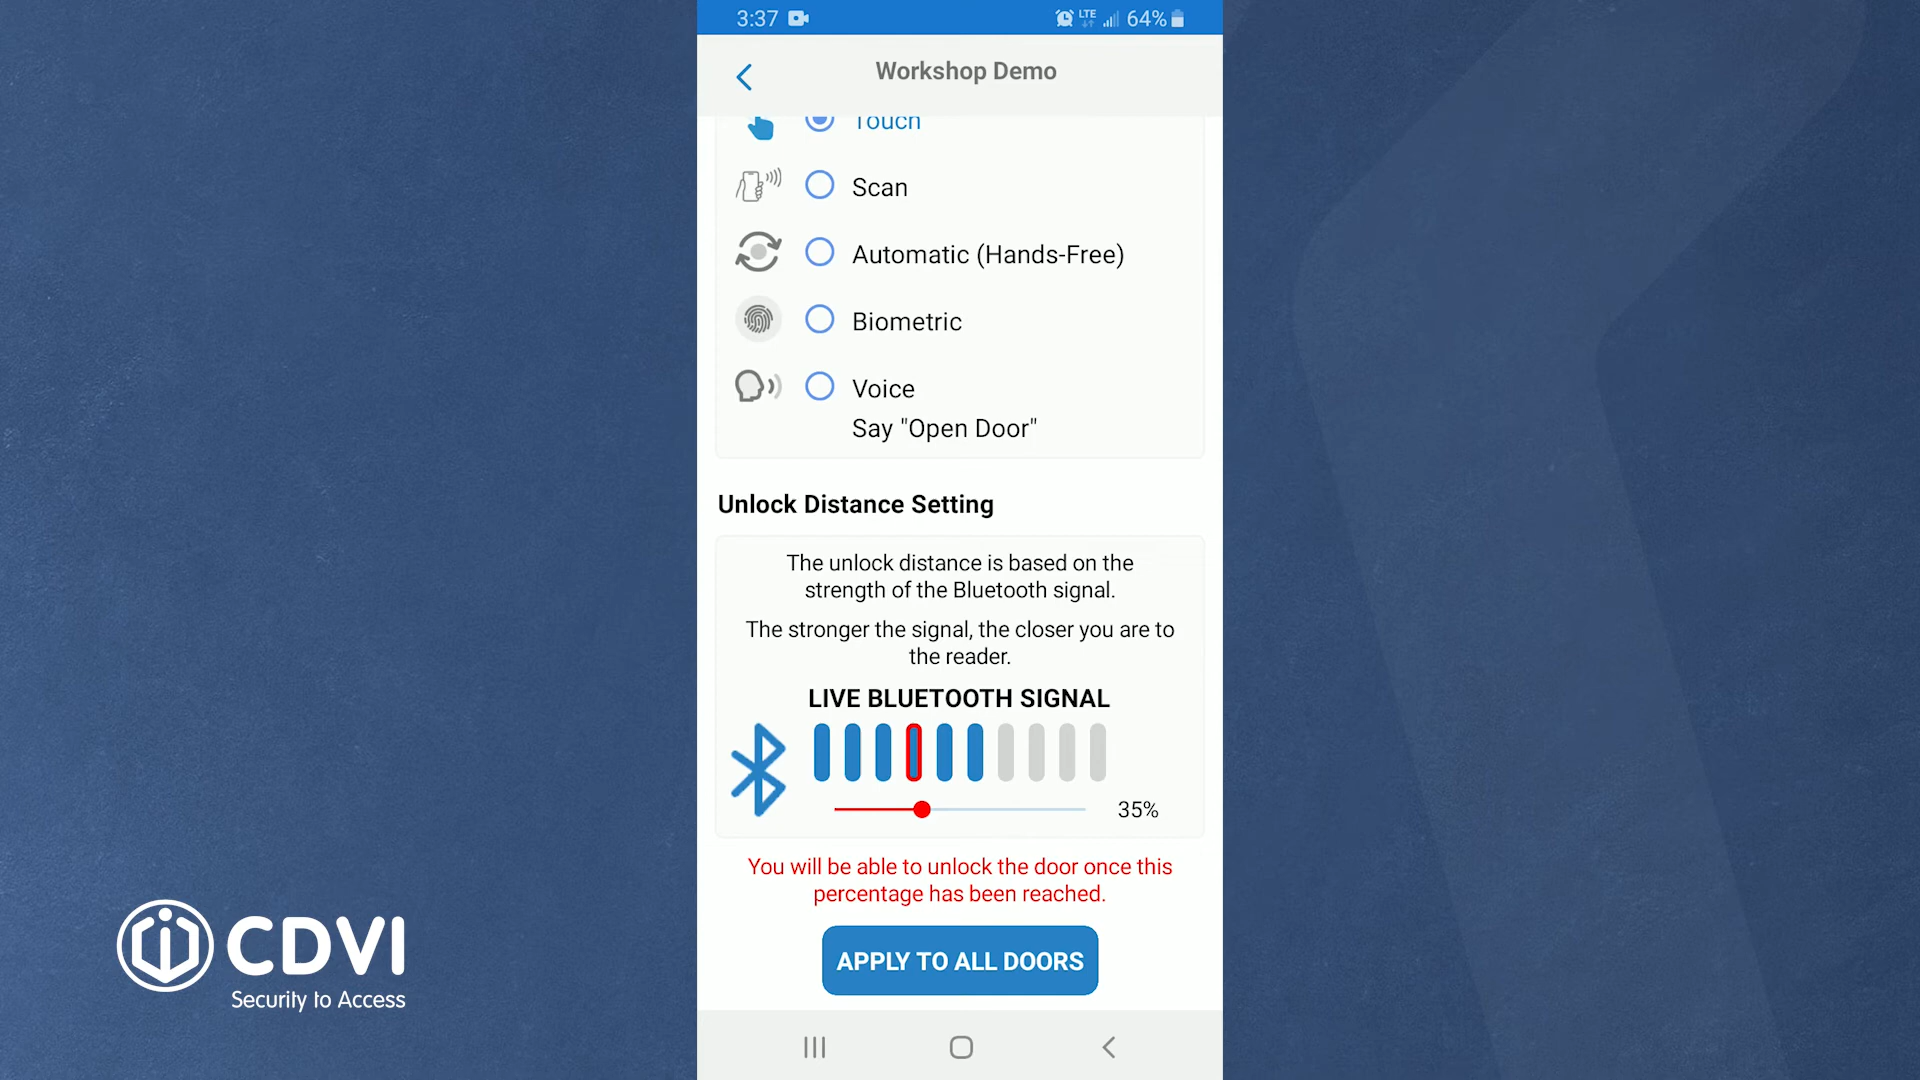 3:37
LTE
64%
Workshop Demo
Touch
Scan
Automatic (Hands-Free)
Biometric
Voice
Say "Open Door"
Unlock Distance Setting
The unlock distance is based on the
strength of the Bluetooth signal.
The stronger the signal, the closer you are to
the reader.
LIVE BLUETOOTH SIGNAL
35%
You will be able to unlock the door once this
percentage has been reached.
APPLY TO ALL DOORS
CDVI
Security to Access